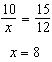 10/x = 15/12
x = 8